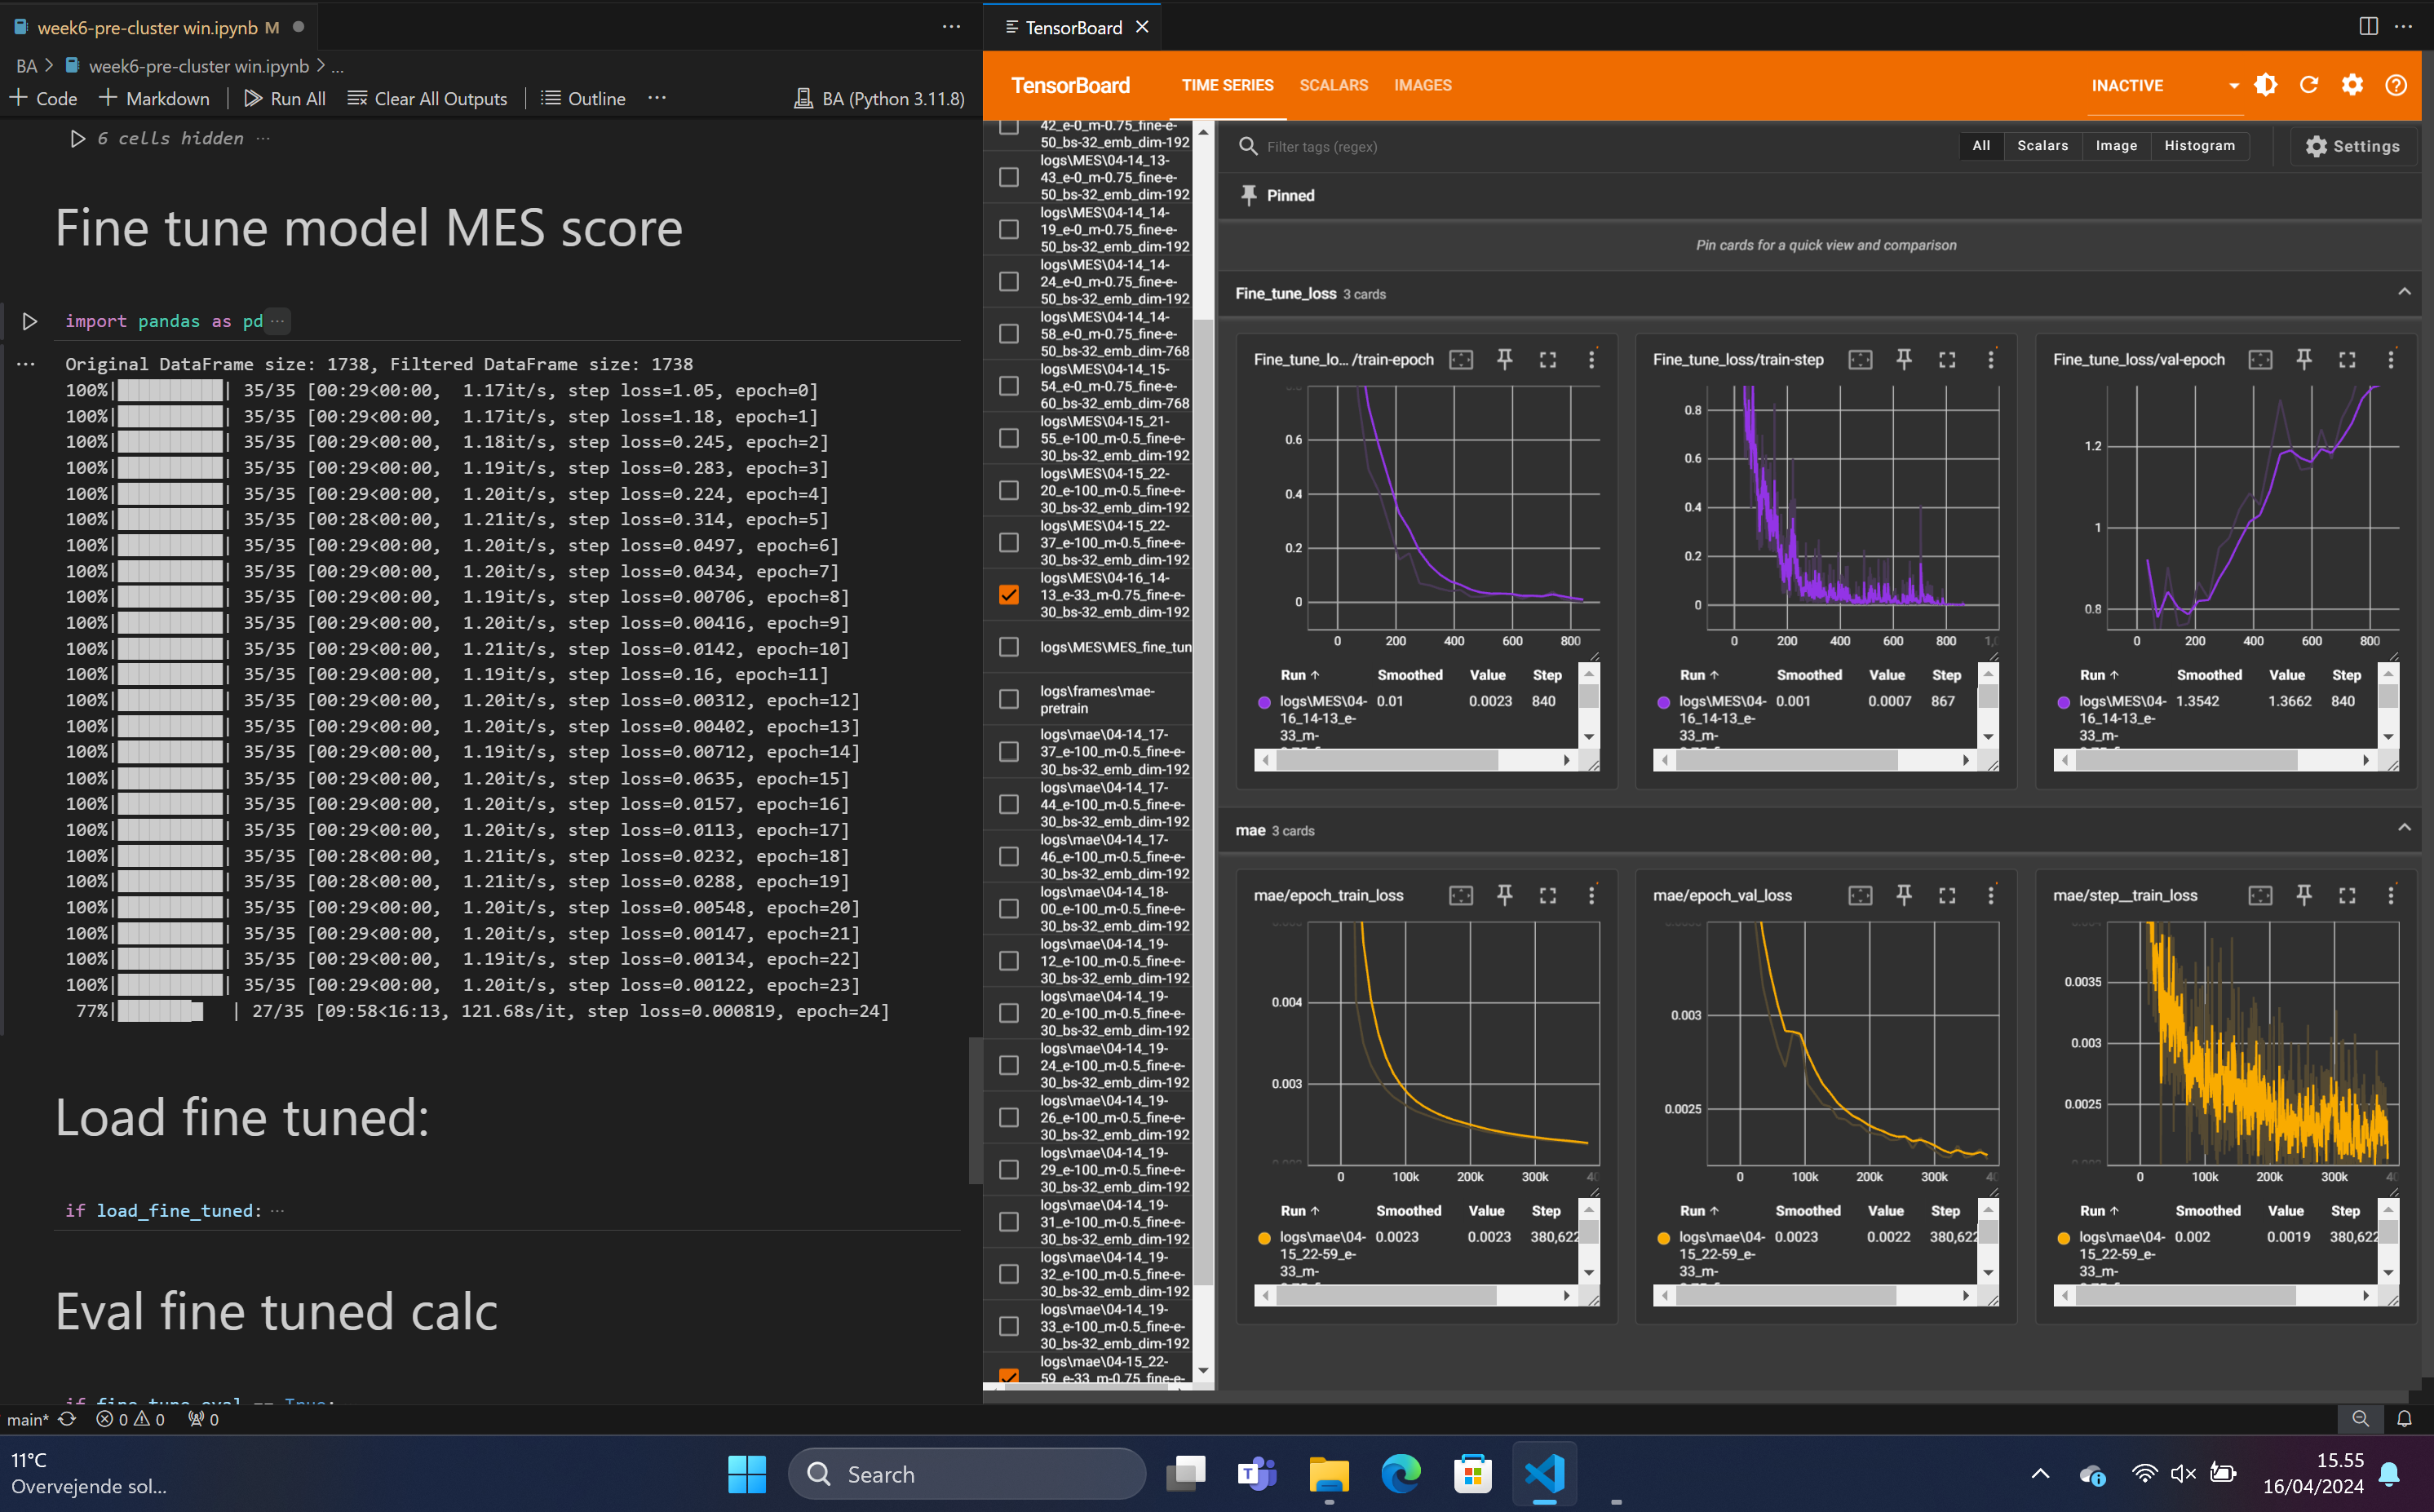 week6-pre-cluster win.ipynb M
BA > week6-pre-cluster win.ipynb > ...
+ Code + Markdown | Run All Clear All Outputs | Outline ... BA (Python 3.11.8)
6 cells hidden ...
Fine tune model MES score
import pandas as pd ...
Original DataFrame size: 1738, Filtered DataFrame size: 1738
100%|██████████| 35/35 [00:29<00:00, 1.17it/s, step loss=1.05, epoch=0]
100%|██████████| 35/35 [00:29<00:00, 1.17it/s, step loss=1.18, epoch=1]
100%|██████████| 35/35 [00:29<00:00, 1.18it/s, step loss=0.245, epoch=2]
100%|██████████| 35/35 [00:29<00:00, 1.19it/s, step loss=0.283, epoch=3]
100%|██████████| 35/35 [00:29<00:00, 1.20it/s, step loss=0.224, epoch=4]
100%|██████████| 35/35 [00:28<00:00, 1.21it/s, step loss=0.314, epoch=5]
100%|██████████| 35/35 [00:29<00:00, 1.20it/s, step loss=0.0497, epoch=6]
100%|██████████| 35/35 [00:29<00:00, 1.20it/s, step loss=0.0434, epoch=7]
100%|██████████| 35/35 [00:29<00:00, 1.19it/s, step loss=0.00706, epoch=8]
100%|██████████| 35/35 [00:29<00:00, 1.20it/s, step loss=0.00416, epoch=9]
100%|██████████| 35/35 [00:29<00:00, 1.21it/s, step loss=0.0142, epoch=10]
100%|██████████| 35/35 [00:29<00:00, 1.19it/s, step loss=0.16, epoch=11]
100%|██████████| 35/35 [00:29<00:00, 1.20it/s, step loss=0.00312, epoch=12]
100%|██████████| 35/35 [00:29<00:00, 1.20it/s, step loss=0.00402, epoch=13]
100%|██████████| 35/35 [00:29<00:00, 1.19it/s, step loss=0.00712, epoch=14]
100%|██████████| 35/35 [00:29<00:00, 1.20it/s, step loss=0.0635, epoch=15]
100%|██████████| 35/35 [00:29<00:00, 1.20it/s, step loss=0.0157, epoch=16]
100%|██████████| 35/35 [00:29<00:00, 1.20it/s, step loss=0.0113, epoch=17]
100%|██████████| 35/35 [00:28<00:00, 1.21it/s, step loss=0.0232, epoch=18]
100%|██████████| 35/35 [00:28<00:00, 1.21it/s, step loss=0.0288, epoch=19]
100%|██████████| 35/35 [00:29<00:00, 1.20it/s, step loss=0.00548, epoch=20]
100%|██████████| 35/35 [00:29<00:00, 1.20it/s, step loss=0.00147, epoch=21]
100%|██████████| 35/35 [00:29<00:00, 1.19it/s, step loss=0.00134, epoch=22]
100%|██████████| 35/35 [00:29<00:00, 1.20it/s, step loss=0.00122, epoch=23]
77%|███████▋ | 27/35 [09:58<16:13, 121.68s/it, step loss=0.000819, epoch=24]
Load fine tuned:
if load_fine_tuned: ...
Eval fine tuned calc
if fine_tune_eval == True:
TensorBoard
TensorBoard TIME SERIES SCALARS IMAGES INACTIVE
42_e-0_m-0.75_fine-e-
50_bs-32_emb_dim-192
logs\MES\04-14_13-
43_e-0_m-0.75_fine-e-
50_bs-32_emb_dim-192
logs\MES\04-14_14-
19_e-0_m-0.75_fine-e-
50_bs-32_emb_dim-192
logs\MES\04-14_14-
24_e-0_m-0.75_fine-e-
50_bs-32_emb_dim-192
logs\MES\04-14_14-
58_e-0_m-0.75_fine-e-
50_bs-32_emb_dim-768
logs\MES\04-14_15-
54_e-0_m-0.75_fine-e-
60_bs-32_emb_dim-768
logs\MES\04-15_21-
55_e-100_m-0.5_fine-e-
30_bs-32_emb_dim-192
logs\MES\04-15_22-
20_e-100_m-0.5_fine-e-
30_bs-32_emb_dim-192
logs\MES\04-15_22-
37_e-100_m-0.5_fine-e-
30_bs-32_emb_dim-192
logs\MES\04-16_14-
13_e-33_m-0.75_fine-e-
30_bs-32_emb_dim-192
logs\MES\MES_fine_tun
logs\frames\mae-
pretrain
logs\mae\04-14_17-
37_e-100_m-0.5_fine-e-
30_bs-32_emb_dim-192
logs\mae\04-14_17-
44_e-100_m-0.5_fine-e-
30_bs-32_emb_dim-192
logs\mae\04-14_17-
46_e-100_m-0.5_fine-e-
30_bs-32_emb_dim-192
logs\mae\04-14_18-
00_e-100_m-0.5_fine-e-
30_bs-32_emb_dim-192
logs\mae\04-14_19-
12_e-100_m-0.5_fine-e-
30_bs-32_emb_dim-192
logs\mae\04-14_19-
20_e-100_m-0.5_fine-e-
30_bs-32_emb_dim-192
logs\mae\04-14_19-
24_e-100_m-0.5_fine-e-
30_bs-32_emb_dim-192
logs\mae\04-14_19-
26_e-100_m-0.5_fine-e-
30_bs-32_emb_dim-192
logs\mae\04-14_19-
29_e-100_m-0.5_fine-e-
30_bs-32_emb_dim-192
logs\mae\04-14_19-
31_e-100_m-0.5_fine-e-
30_bs-32_emb_dim-192
logs\mae\04-14_19-
32_e-100_m-0.5_fine-e-
30_bs-32_emb_dim-192
logs\mae\04-14_19-
33_e-100_m-0.5_fine-e-
30_bs-32_emb_dim-192
logs\mae\04-15_22-
59_e-33_m-0.75_fine-e-
Filter tags (regex) All Scalars Image Histogram Settings
Pinned
Pin cards for a quick view and comparison
Fine_tune_loss 3 cards
Fine_tune_lo... /train-epoch
0.6
0.4
0.2
0
0 200 400 600 800
Run ↑ Smoothed Value Step
logs\MES\04- 0.01 0.0023 840
16_14-13_e-
33_m-
Fine_tune_loss/train-step
0.8
0.6
0.4
0.2
0
0 200 400 600 800
Run ↑ Smoothed Value Step
logs\MES\04- 0.001 0.0007 867
16_14-13_e-
33_m-
Fine_tune_loss/val-epoch
1.2
1
0.8
0 200 400 600 800
Run ↑ Smoothed Value Step
logs\MES\04- 1.3542 1.3662 840
16_14-13_e-
33_m-
mae 3 cards
mae/epoch_train_loss
0.004
0.003
0 100k 200k 300k
Run ↑ Smoothed Value Step
logs\mae\04- 0.0023 0.0023 380,622
15_22-59_e-
33_m-
mae/epoch_val_loss
0.003
0.0025
0 100k 200k 300k
Run ↑ Smoothed Value Step
logs\mae\04- 0.0023 0.0022 380,622
15_22-59_e-
33_m-
mae/step__train_loss
0.0035
0.003
0.0025
0 100k 200k 300k
Run ↑ Smoothed Value Step
logs\mae\04- 0.002 0.0019 380,622
15_22-59_e-
33_m-
main* 0 0 0
11°C
Overvejende sol...
Search
15.55
16/04/2024